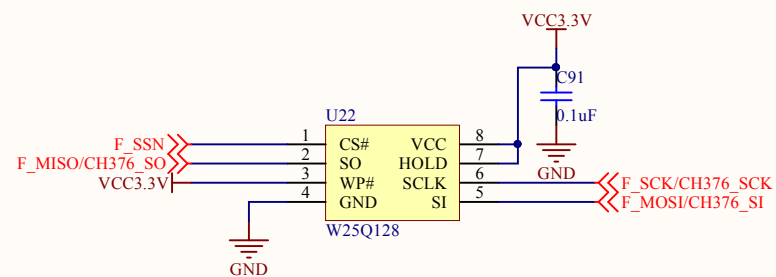 VCC3.3V
C91
0.1uF
GND
U22
F_SSN 1 CS# VCC 8
F_MISO/CH376_SO 2 SO HOLD 7
VCC3.3V 3 WP# SCLK 6 F_SCK/CH376_SCK
4 GND SI 5 F_MOSI/CH376_SI
W25Q128
GND